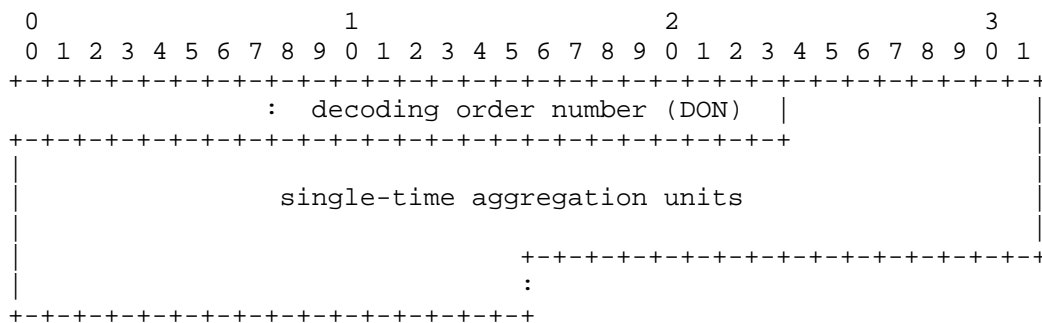 0                   1                   2                   3
 0 1 2 3 4 5 6 7 8 9 0 1 2 3 4 5 6 7 8 9 0 1 2 3 4 5 6 7 8 9 0 1
+-+-+-+-+-+-+-+-+-+-+-+-+-+-+-+-+-+-+-+-+-+-+-+-+-+-+-+-+-+-+-+-+
                :  decoding order number (DON)  |               |
+-+-+-+-+-+-+-+-+-+-+-+-+-+-+-+-+-+-+-+-+-+-+-+-+               |
|                                                               |
|                single-time aggregation units                  |
|                                                               |
|                               +-+-+-+-+-+-+-+-+-+-+-+-+-+-+-+-+
|                               :
+-+-+-+-+-+-+-+-+-+-+-+-+-+-+-+-+